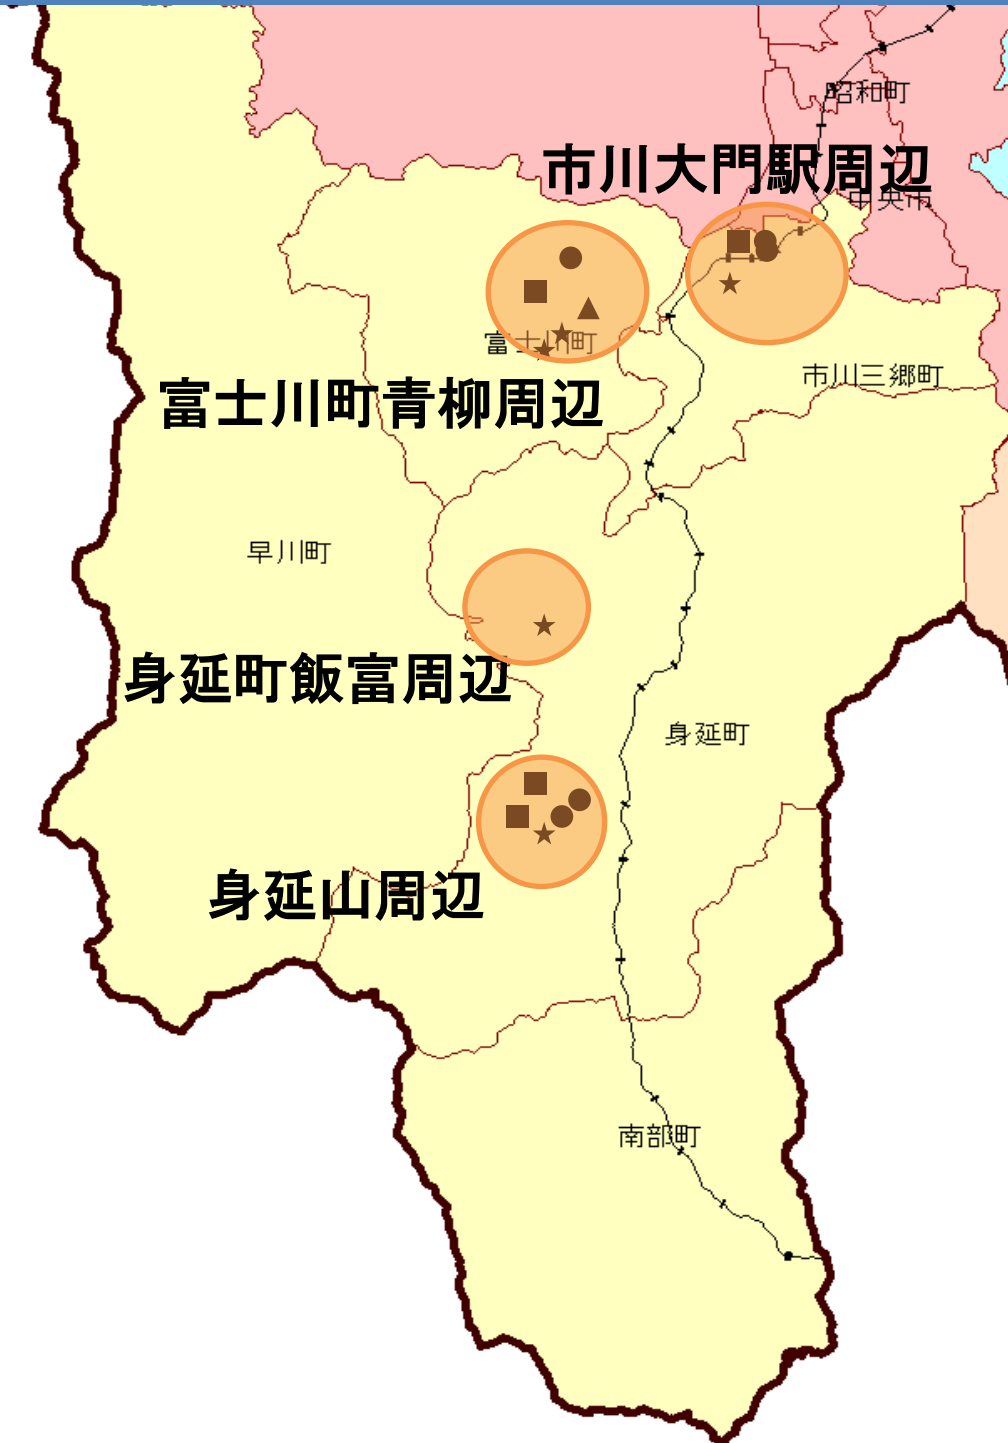 昭和町
市川大門駅周辺
中央市
富士川町
市川三郷町
富士川町青柳周辺
早川町
身延町飯富周辺
身延町
身延山周辺
南部町